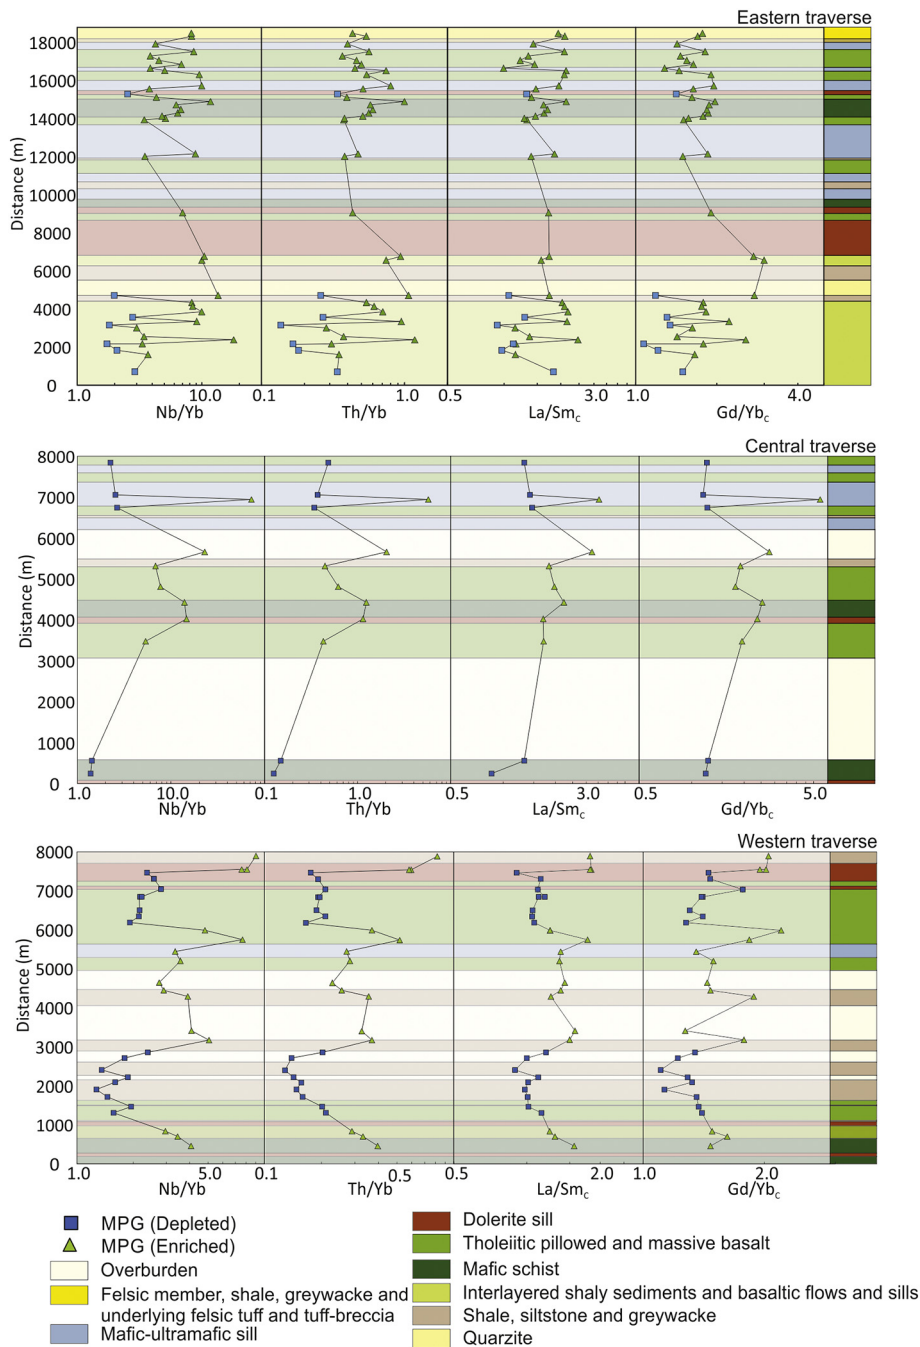 Eastern traverse
18000
16000
14000
12000
10000
8000
6000
4000
2000
0
Distance (m)
1.0 10.0 0.1 1.0 0.5 3.0 1.0 4.0
Nb/Yb Th/Yb La/Smc Gd/Ybc
Central traverse
8000
7000
6000
5000
4000
3000
2000
1000
0
Distance (m)
1.0 10.0 0.1 1.0 0.5 3.0 0.5 5.0
Nb/Yb Th/Yb La/Smc Gd/Ybc
Western traverse
8000
7000
6000
5000
4000
3000
2000
1000
0
Distance (m)
1.0 5.0 0.1 0.5 0.5 2.0 1.0 2.0
Nb/Yb Th/Yb La/Smc Gd/Ybc
MPG (Depleted)
MPG (Enriched)
Overburden
Felsic member, shale, greywacke and
underlying felsic tuff and tuff-breccia
Mafic-ultramafic sill
Dolerite sill
Tholeiitic pillowed and massive basalt
Mafic schist
Interlayered shaly sediments and basaltic flows and sills
Shale, siltstone and greywacke
Quartzite